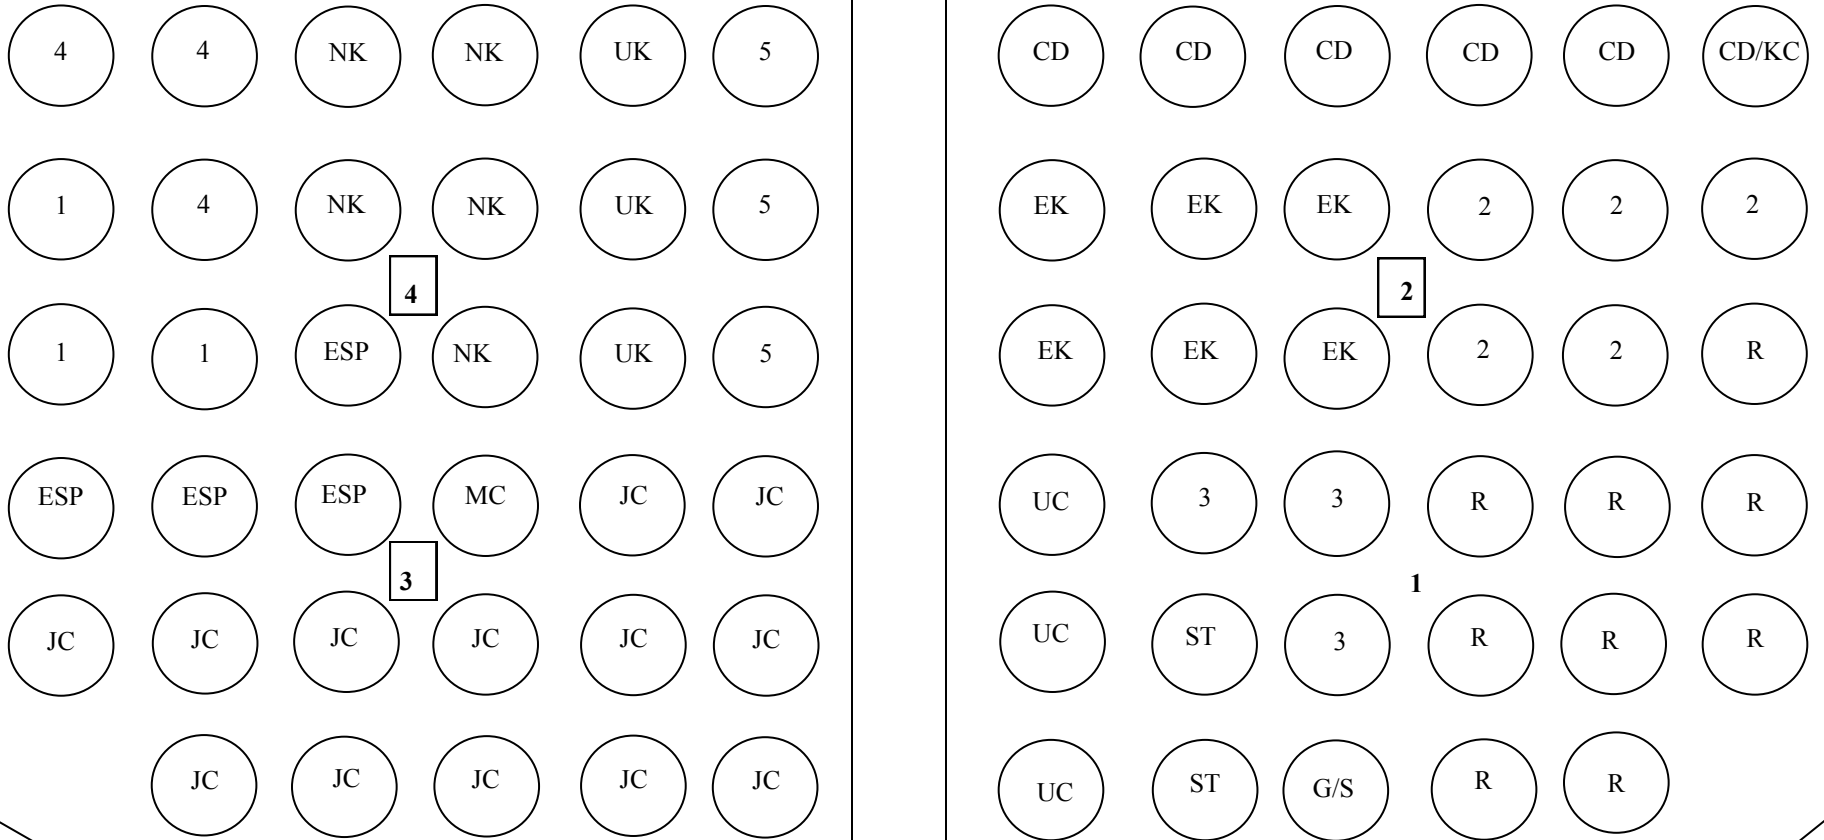 4 4 NK NK UK 5 CD CD CD CD CD CD/KC
1 4 NK NK UK 5 EK EK EK 2 2 2
4 2
1 1 ESP NK UK 5 EK EK EK 2 2 R
ESP ESP ESP MC JC JC UC 3 3 R R R
3 1
JC JC JC JC JC JC UC ST 3 R R R
JC JC JC JC JC UC ST G/S R R